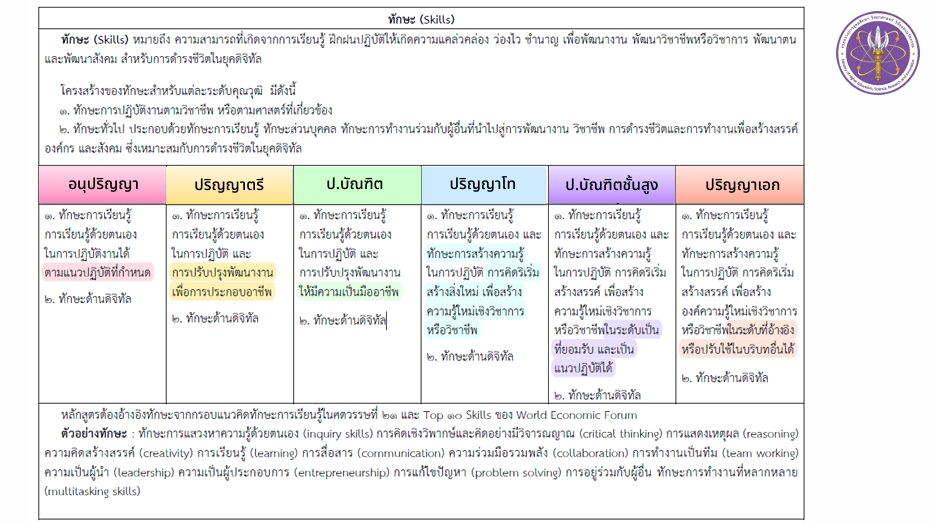 ทักษะ (Skills)
ทักษะ (Skills) หมายถึง ความสามารถที่เกิดจากการเรียนรู้ ฝึกฝนปฏิบัติให้เกิดความแคล่วคล่อง ว่องไว ชำนาญ เพื่อพัฒนางาน พัฒนาวิชาชีพหรือวิชาการ พัฒนาตน
และพัฒนาสังคม สำหรับการดำรงชีวิตในยุคดิจิทัล
โครงสร้างของทักษะสำหรับแต่ละระดับคุณวุฒิ มีดังนี้
๑. ทักษะการปฏิบัติงานตามวิชาชีพ หรือตามศาสตร์ที่เกี่ยวข้อง
๒. ทักษะทั่วไป ประกอบด้วยทักษะการเรียนรู้ ทักษะส่วนบุคคล ทักษะการทำงานร่วมกับผู้อื่นที่นำไปสู่การพัฒนางาน วิชาชีพ การดำรงชีวิตและการทำงานเพื่อสร้างสรรค์
องค์กร และสังคม ซึ่งเหมาะสมกับการดำรงชีวิตในยุคดิจิทัล
อนุปริญญา
๑. ทักษะการเรียนรู้
การเรียนรู้ด้วยตนเอง
ในการปฏิบัติงานได้
ตามแนวปฏิบัติที่กำหนด
๒. ทักษะด้านดิจิทัล
ปริญญาตรี
๑. ทักษะการเรียนรู้
การเรียนรู้ด้วยตนเอง
ในการปฏิบัติ และ
การปรับปรุงพัฒนางาน
เพื่อการประกอบอาชีพ
๒. ทักษะด้านดิจิทัล
ป.บัณฑิต
๑. ทักษะการเรียนรู้
การเรียนรู้ด้วยตนเอง
ในการปฏิบัติ และ
การปรับปรุงพัฒนางาน
ให้มีความเป็นมืออาชีพ
๒. ทักษะด้านดิจิทัล
ปริญญาโท
๑. ทักษะการเรียนรู้
การเรียนรู้ด้วยตนเอง และ
ทักษะการสร้างความรู้
ในการปฏิบัติ การคิดริเริ่ม
สร้างสิ่งใหม่ เพื่อสร้าง
ความรู้ใหม่เชิงวิชาการ
หรือวิชาชีพ
๒. ทักษะด้านดิจิทัล
ป.บัณฑิตชั้นสูง
๑. ทักษะการเรียนรู้
การเรียนรู้ด้วยตนเอง และ
ทักษะการสร้างความรู้
ในการปฏิบัติ การคิดริเริ่ม
สร้างสรรค์ เพื่อสร้าง
ความรู้ใหม่เชิงวิชาการ
หรือวิชาชีพในระดับเป็น
ที่ยอมรับ และเป็น
แนวปฏิบัติได้
๒. ทักษะด้านดิจิทัล
ปริญญาเอก
๑. ทักษะการเรียนรู้
การเรียนรู้ด้วยตนเอง และ
ทักษะการสร้างความรู้
ในการปฏิบัติ การคิดริเริ่ม
สร้างสรรค์ เพื่อสร้าง
องค์ความรู้ใหม่เชิงวิชาการ
หรือวิชาชีพในระดับที่อ้างอิง
หรือปรับใช้ในบริบทอื่นได้
๒. ทักษะด้านดิจิทัล
หลักสูตรต้องอ้างอิงทักษะจากกรอบแนวคิดทักษะการเรียนรู้ในศตวรรษที่ ๒๑ และ Top ๑๐ Skills ของ World Economic Forum
ตัวอย่างทักษะ : ทักษะการแสวงหาความรู้ด้วยตนเอง (inquiry skills) การคิดเชิงวิพากษ์และคิดอย่างมีวิจารณญาณ (critical thinking) การแสดงเหตุผล (reasoning)
ความคิดสร้างสรรค์ (creativity) การเรียนรู้ (learning) การสื่อสาร (communication) ความร่วมมือรวมพลัง (collaboration) การทำงานเป็นทีม (team working)
ความเป็นผู้นำ (leadership) ความเป็นผู้ประกอบการ (entrepreneurship) การแก้ไขปัญหา (problem solving) การอยู่ร่วมกับผู้อื่น ทักษะการทำงานที่หลากหลาย
(multitasking skills)